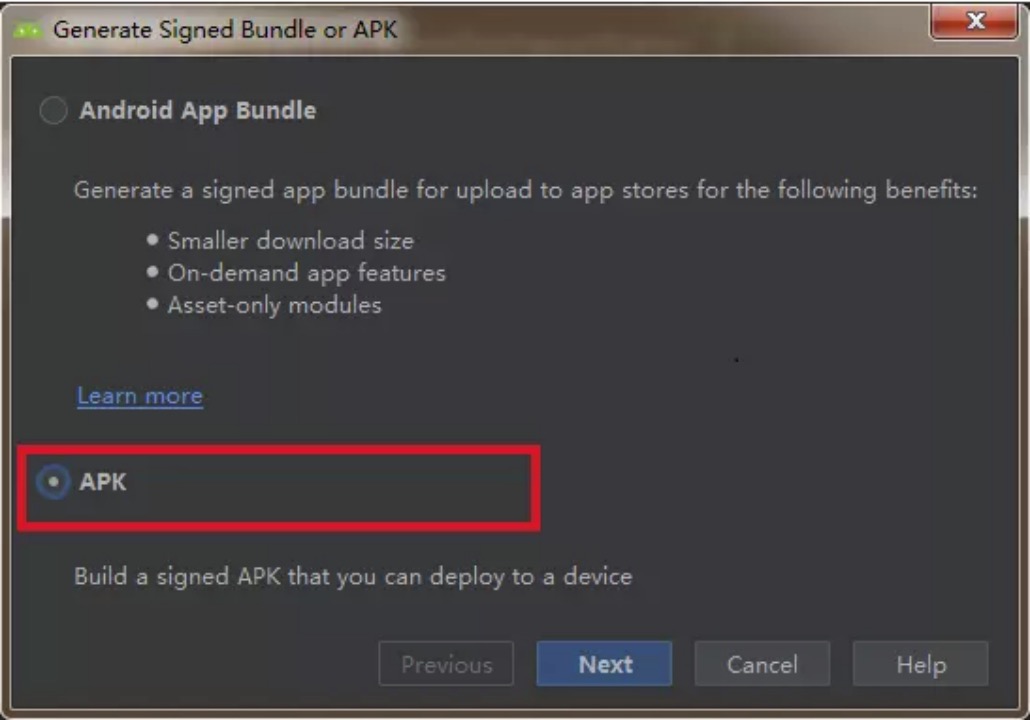 Generate Signed Bundle or APK
Android App Bundle
Generate a signed app bundle for upload to app stores for the following benefits:
• Smaller download size
• On-demand app features
• Asset-only modules
Learn more
APK
Build a signed APK that you can deploy to a device
Previous Next Cancel Help